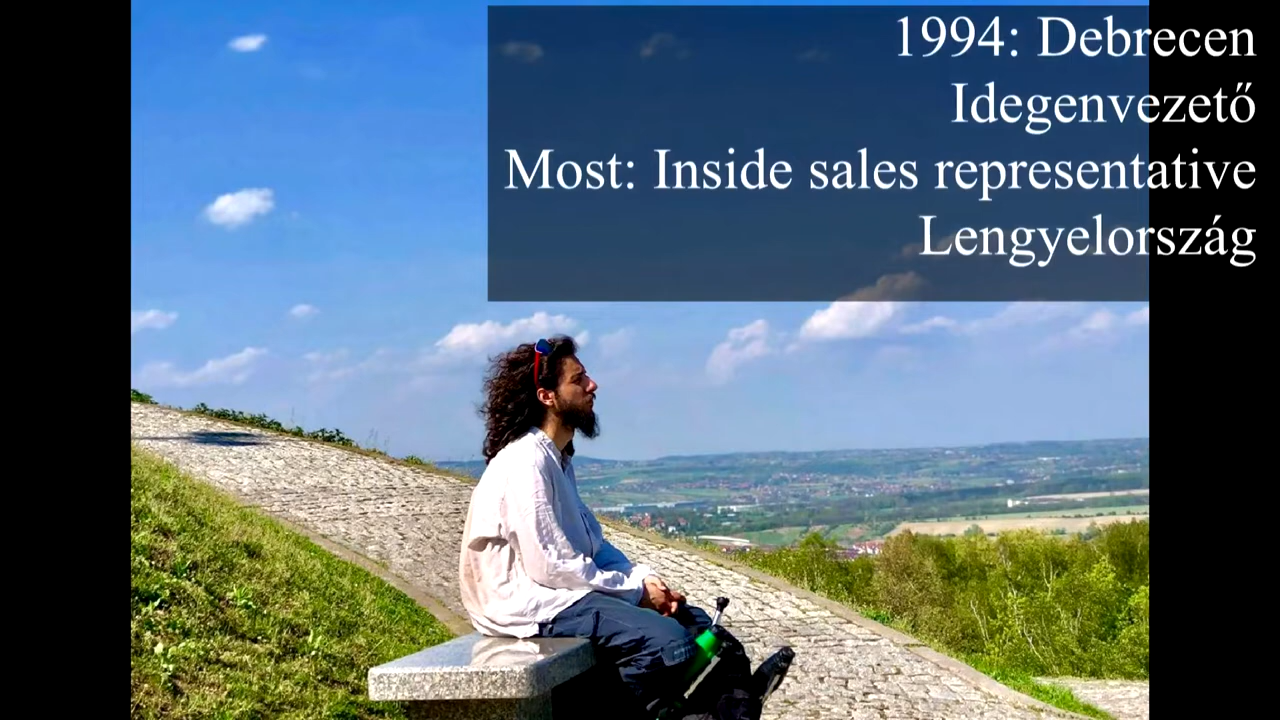 1994: Debrecen
Idegenvezető
Most: Inside sales representative
Lengyelország